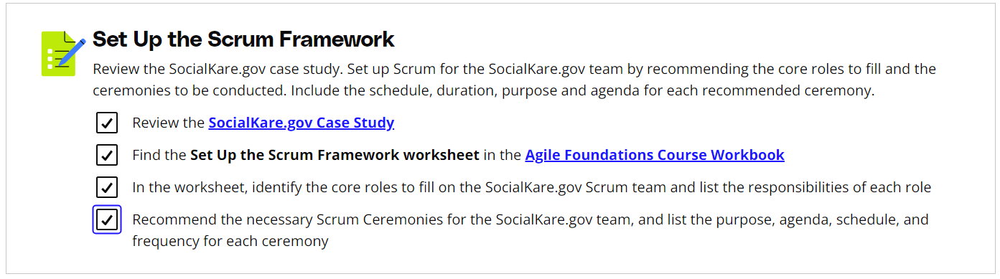 Set Up the Scrum Framework
Review the SocialKare.gov case study. Set up Scrum for the SocialKare.gov team by recommending the core roles to fill and the
ceremonies to be conducted. Include the schedule, duration, purpose and agenda for each recommended ceremony.
Review the SocialKare.gov Case Study
Find the Set Up the Scrum Framework worksheet in the Agile Foundations Course Workbook
In the worksheet, identify the core roles to fill on the SocialKare.gov Scrum team and list the responsibilities of each role
Recommend the necessary Scrum Ceremonies for the SocialKare.gov team, and list the purpose, agenda, schedule, and
frequency for each ceremony